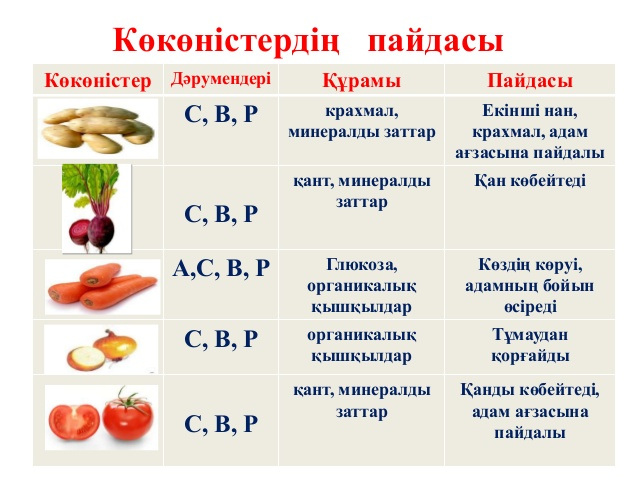 Көкөністердің пайдасы
Көкөністер Дәрумендері Құрамы Пайдасы
С, В, Р
крахмал,
минералды заттар
Екінші нан,
крахмал, адам
ағзасына пайдалы
С, В, Р
қант, минералды
заттар
Қан көбейтеді
А,С, В, Р
Глюкоза,
органикалық
қышқылдар
Көздің көруі,
адамның бойын
өсіреді
С, В, Р
органикалық
қышқылдар
Тұмаудан
қорғайды
С, В, Р
қант, минералды
заттар
Қанды көбейтеді,
адам ағзасына
пайдалы